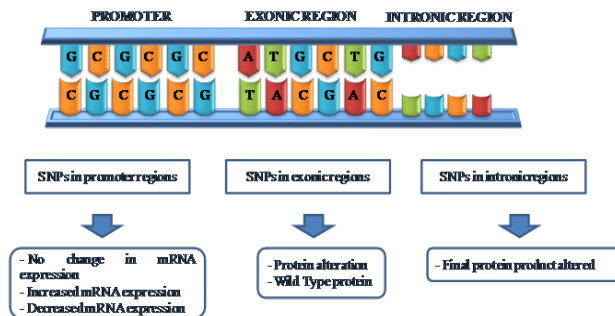 PROMOTER EXONIC REGION INTRONIC REGION
G C G C G C A T G C T G
C G C G C G T A C G A C
SNPs in promoter regions
SNPs in exonic regions
SNPs in intronic regions
- No change in mRNA
expression
- Increased mRNA expression
- Decreased mRNA expression
- Protein alteration
- Wild Type protein
- Final protein product altered